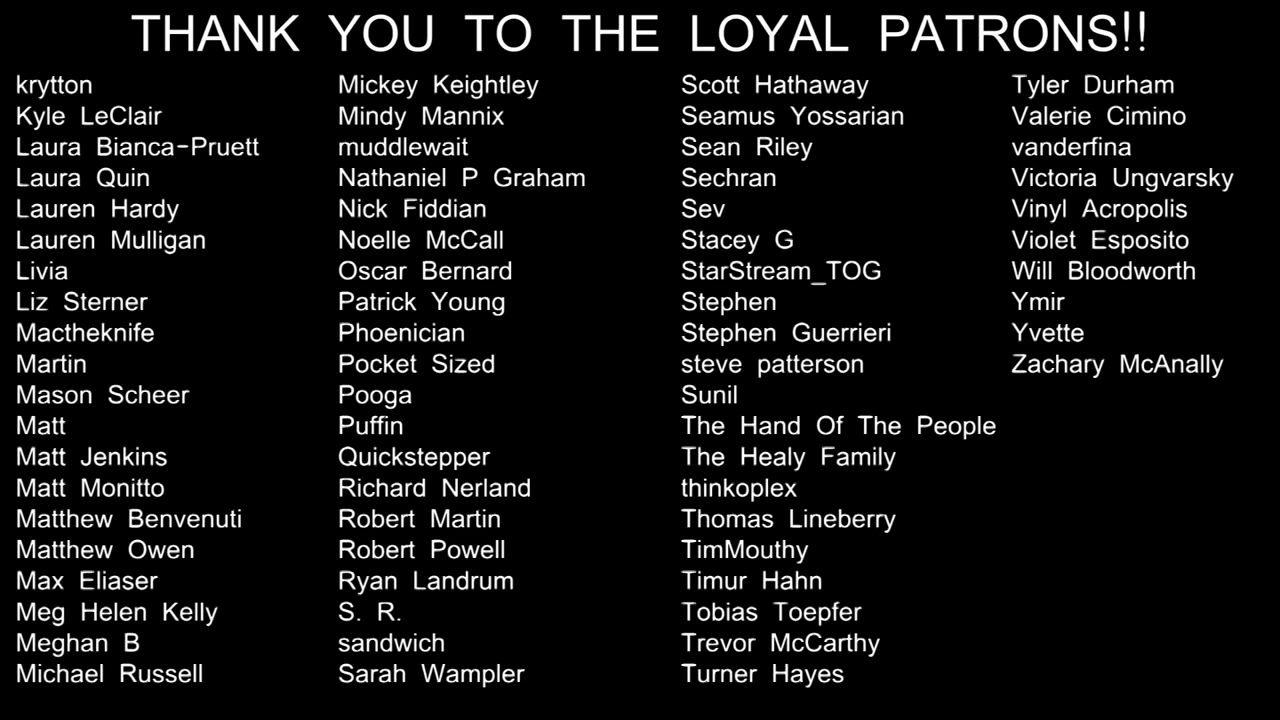 THANK YOU TO THE LOYAL PATRONS!!
krytton
Kyle LeClair
Laura Bianca-Pruett
Laura Quin
Lauren Hardy
Lauren Mulligan
Livia
Liz Sterner
Mactheknife
Martin
Mason Scheer
Matt
Matt Jenkins
Matt Monitto
Matthew Benvenuti
Matthew Owen
Max Eliaser
Meg Helen Kelly
Meghan B
Michael Russell
Mickey Keightley
Mindy Mannix
muddlewait
Nathaniel P Graham
Nick Fiddian
Noelle McCall
Oscar Bernard
Patrick Young
Phoenician
Pocket Sized
Pooga
Puffin
Quickstepper
Richard Nerland
Robert Martin
Robert Powell
Ryan Landrum
S. R.
sandwich
Sarah Wampler
Scott Hathaway
Seamus Yossarian
Sean Riley
Sechran
Sev
Stacey G
StarStream_TOG
Stephen
Stephen Guerrieri
steve patterson
Sunil
The Hand Of The People
The Healy Family
thinkoplex
Thomas Lineberry
TimMouthy
Timur Hahn
Tobias Toepfer
Trevor McCarthy
Turner Hayes
Tyler Durham
Valerie Cimino
vanderfina
Victoria Ungvarsky
Vinyl Acropolis
Violet Esposito
Will Bloodworth
Ymir
Yvette
Zachary McAnally